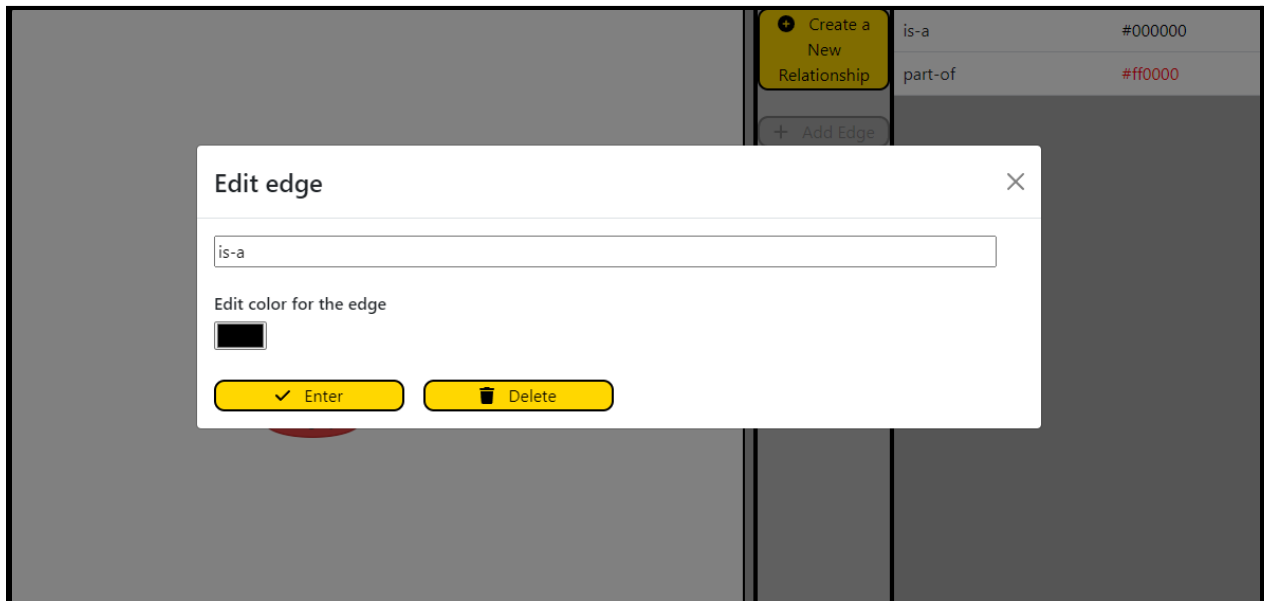 Create a
New
Relationship
is-a #000000
part-of #ff0000
Add Edge
Edit edge
is-a
Edit color for the edge
Enter
Delete